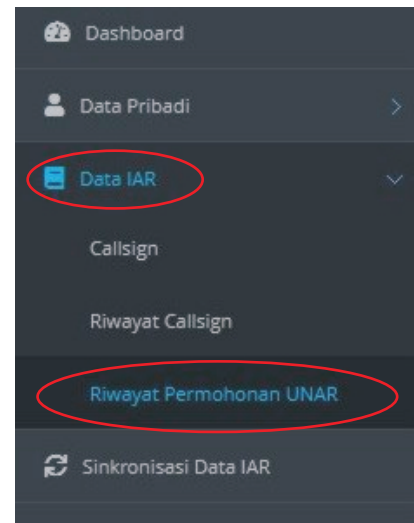 Dashboard
Data Pribadi
Data IAR
Callsign
Riwayat Callsign
Riwayat Permohonan UNAR
Sinkronisasi Data IAR